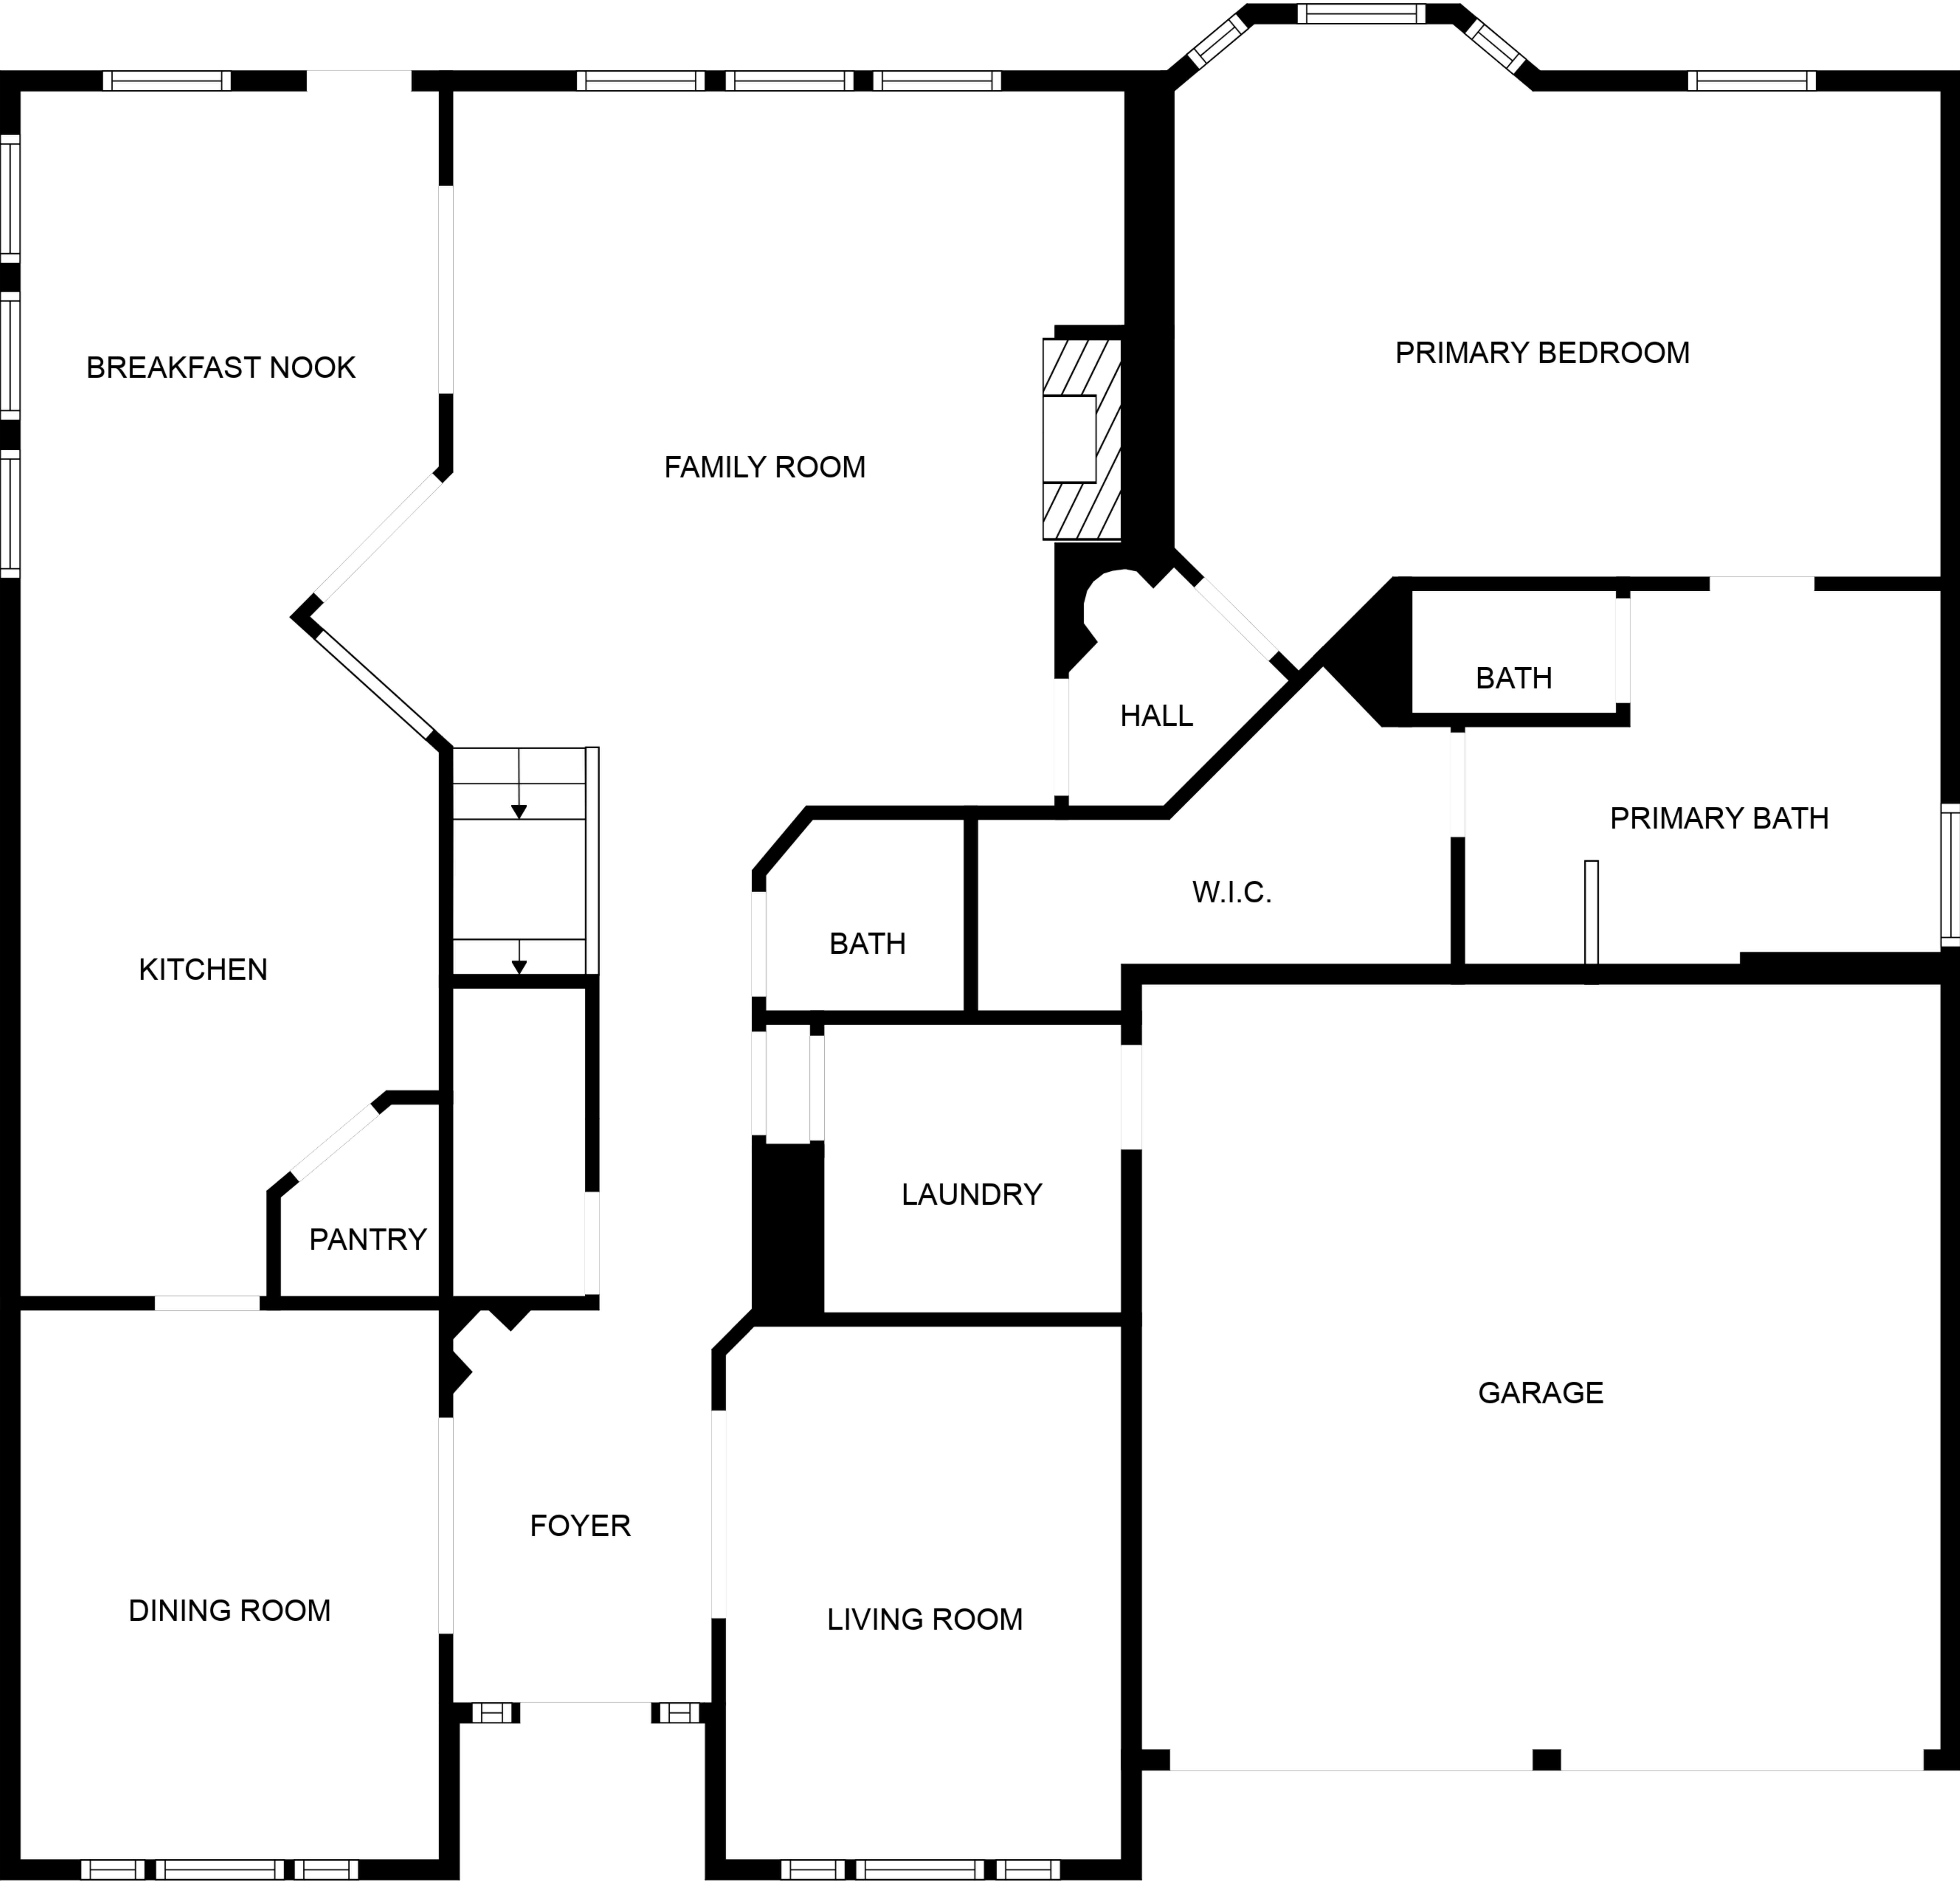 PRIMARY BEDROOM
BREAKFAST NOOK
FAMILY ROOM
BATH
HALL
PRIMARY BATH
W.I.C.
BATH
KITCHEN
LAUNDRY
PANTRY
GARAGE
FOYER
DINING ROOM
LIVING ROOM